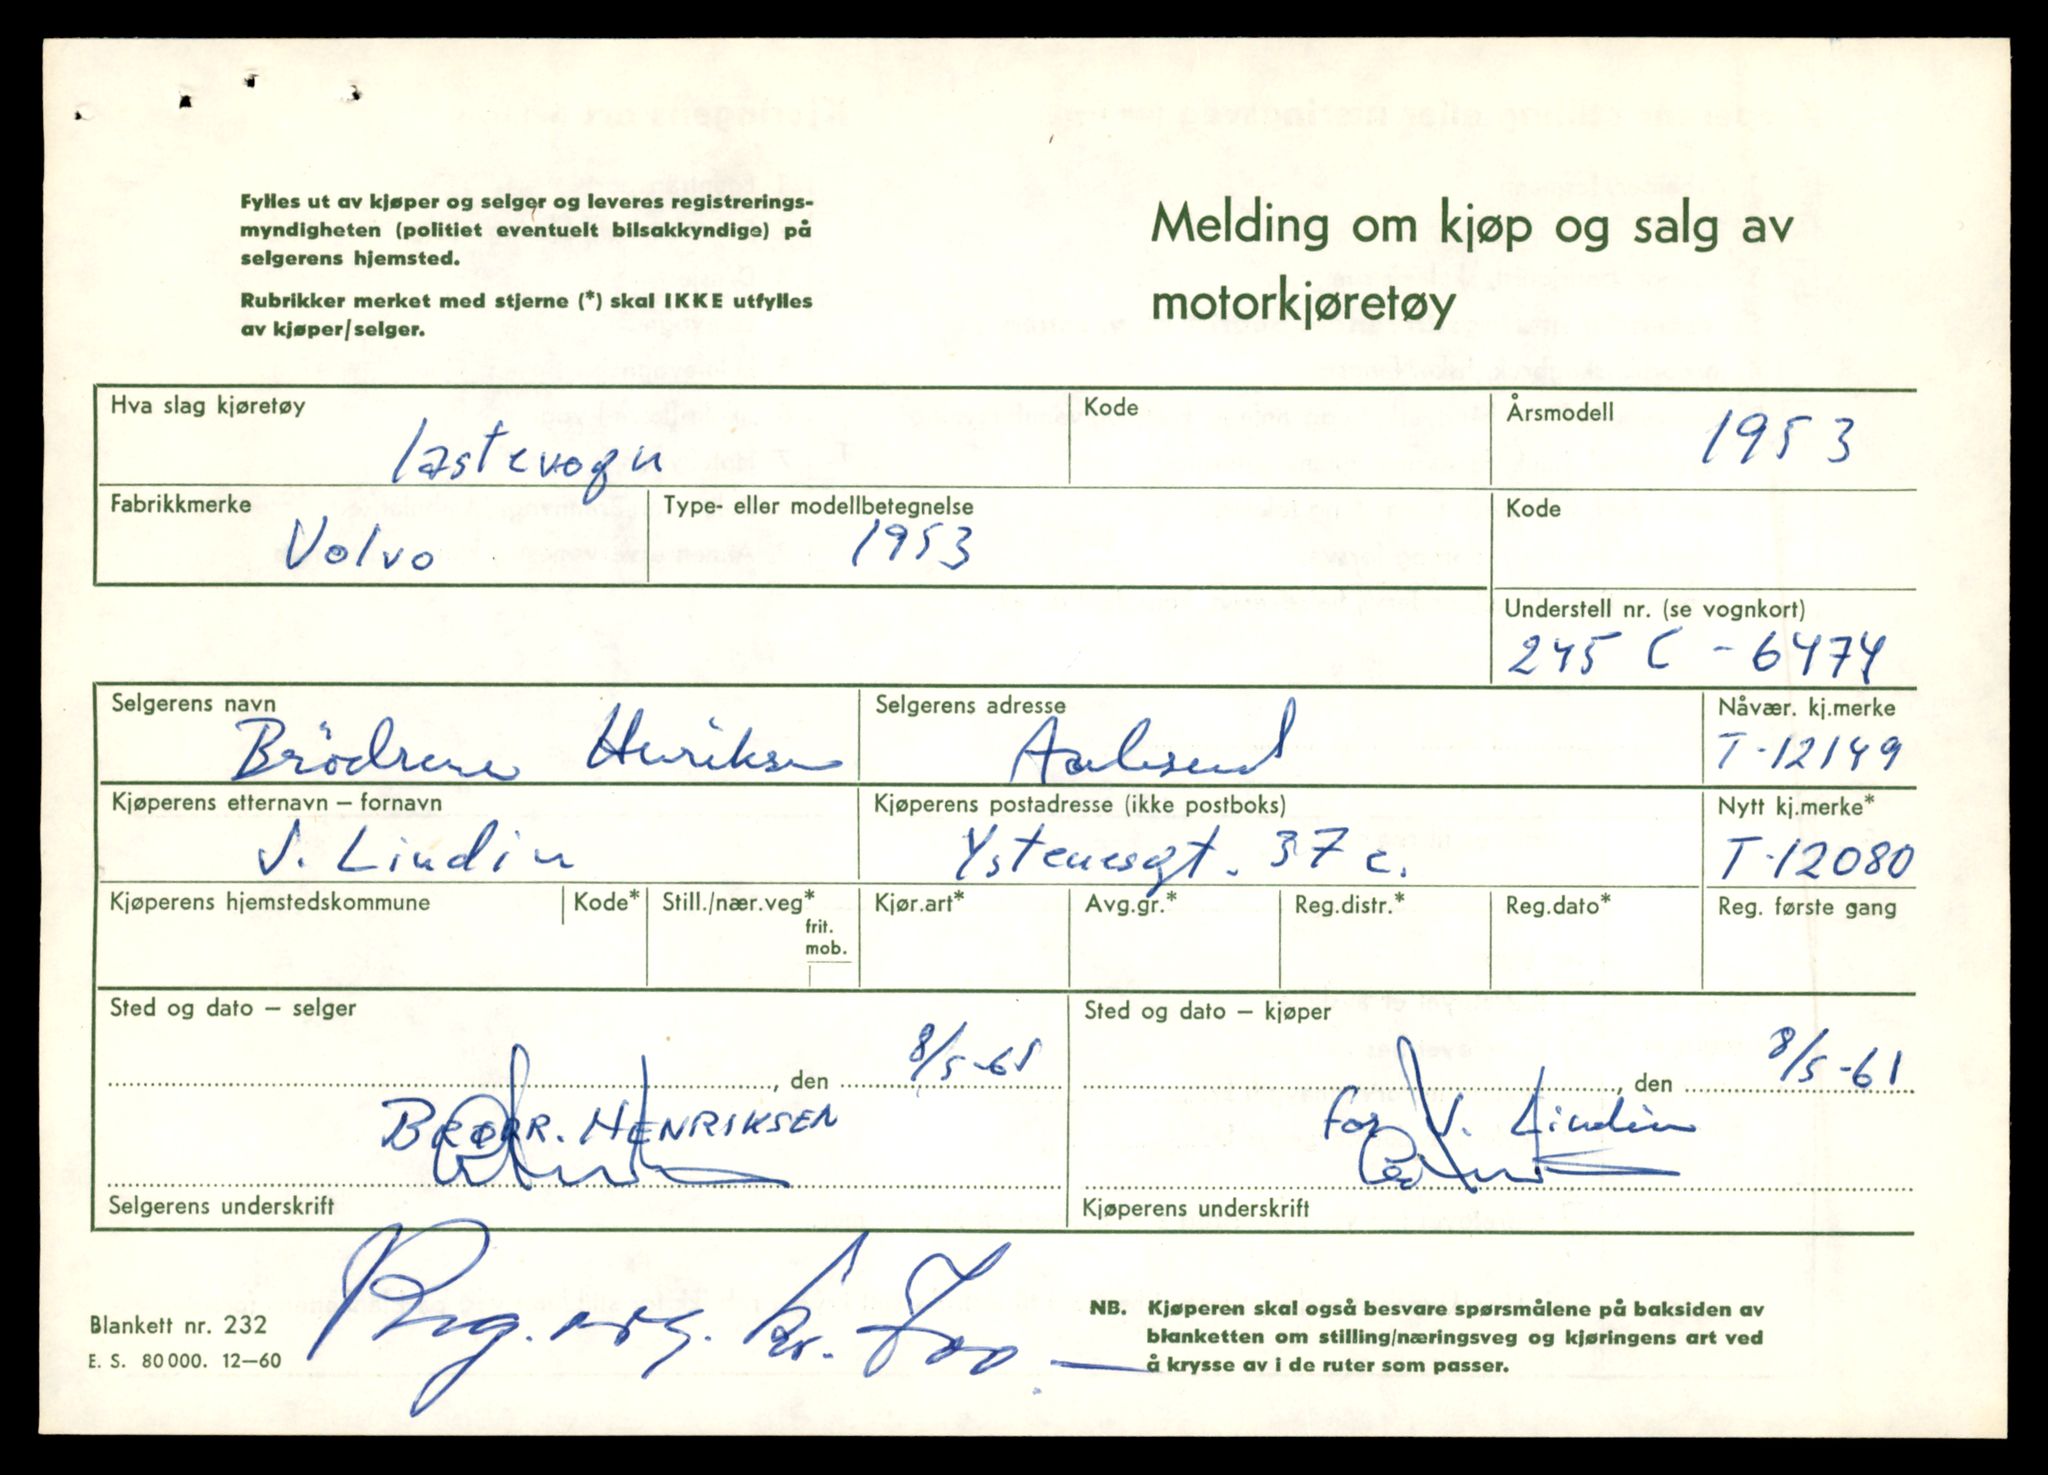 Fylles ut av kjøper og selger og leveres registrerings-
myndigheten (politiet eventuelt bilsakkyndige) på
selgerens hjemsted.
Rubrikker merket med stjerne (*) skal IKKE utfylles
av kjøper/selger.
Melding om kjøp og salg av
motorkjøretøy
Hva slag kjøretøy
lastevogn
Kode
Årsmodell
1953
Fabrikkmerke
Volvo
Type- eller modellbetegnelse
1953
Kode
Understell nr. (se vognkort)
245 C - 6474
Selgerens navn
Brödrene Henriksen
Selgerens adresse
Aalesund
Nåvær. kj.merke
T-12149
Kjøperens etternavn – fornavn
V. Lindin
Kjøperens postadresse (ikke postboks)
Ystenesgt. 37 c.
Nytt kj.merke*
T-12080
Kjøperens hjemstedskommune
Kode*
Still./nær.veg*
frit.
mob.
Kjør.art*
Avg.gr.*
Reg.distr.*
Reg.dato*
Reg. første gang
Sted og dato – selger
, den 8/5-61
BRØDR. HENRIKSEN
Selgerens underskrift
Sted og dato – kjøper
, den 8/5-61
for V. Lindin
Kjøperens underskrift
Blankett nr. 232
E. S. 80 000. 12–60
kr.
NB. Kjøperen skal også besvare spørsmålene på baksiden av
blanketten om stilling/næringsveg og kjøringens art ved
å krysse av i de ruter som passer.